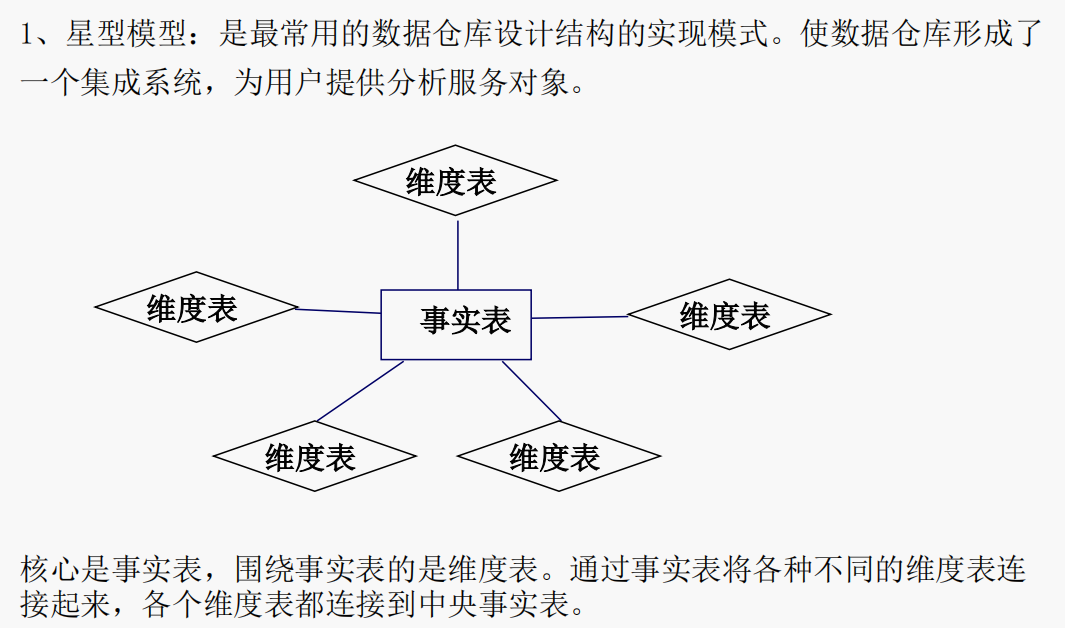 1、星型模型：是最常用的数据仓库设计结构的实现模式。使数据仓库形成了
一个集成系统，为用户提供分析服务对象。
维度表
维度表
事实表
维度表
维度表
维度表
核心是事实表，围绕事实表的是维度表。通过事实表将各种不同的维度表连
接起来，各个维度表都连接到中央事实表。